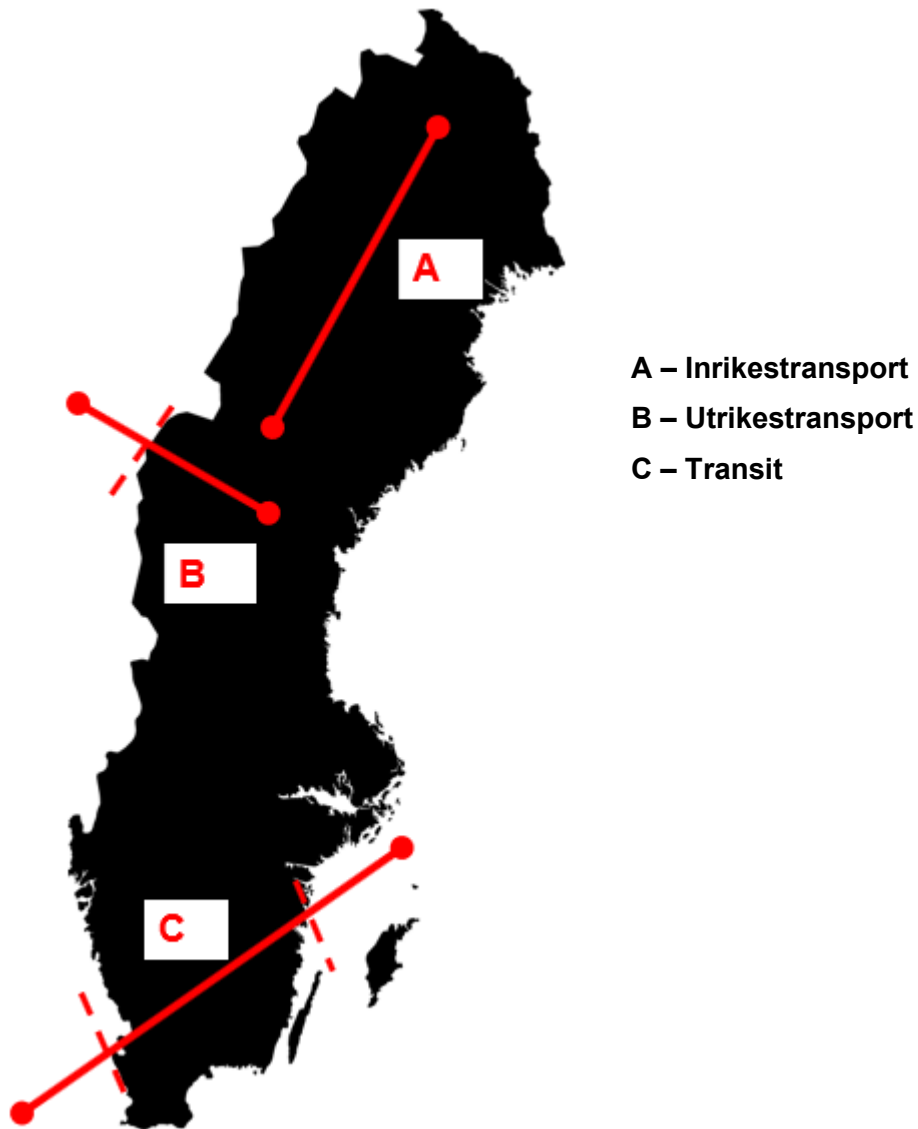 A
A – Inrikestransport
B – Utrikestransport
C – Transit
B
C